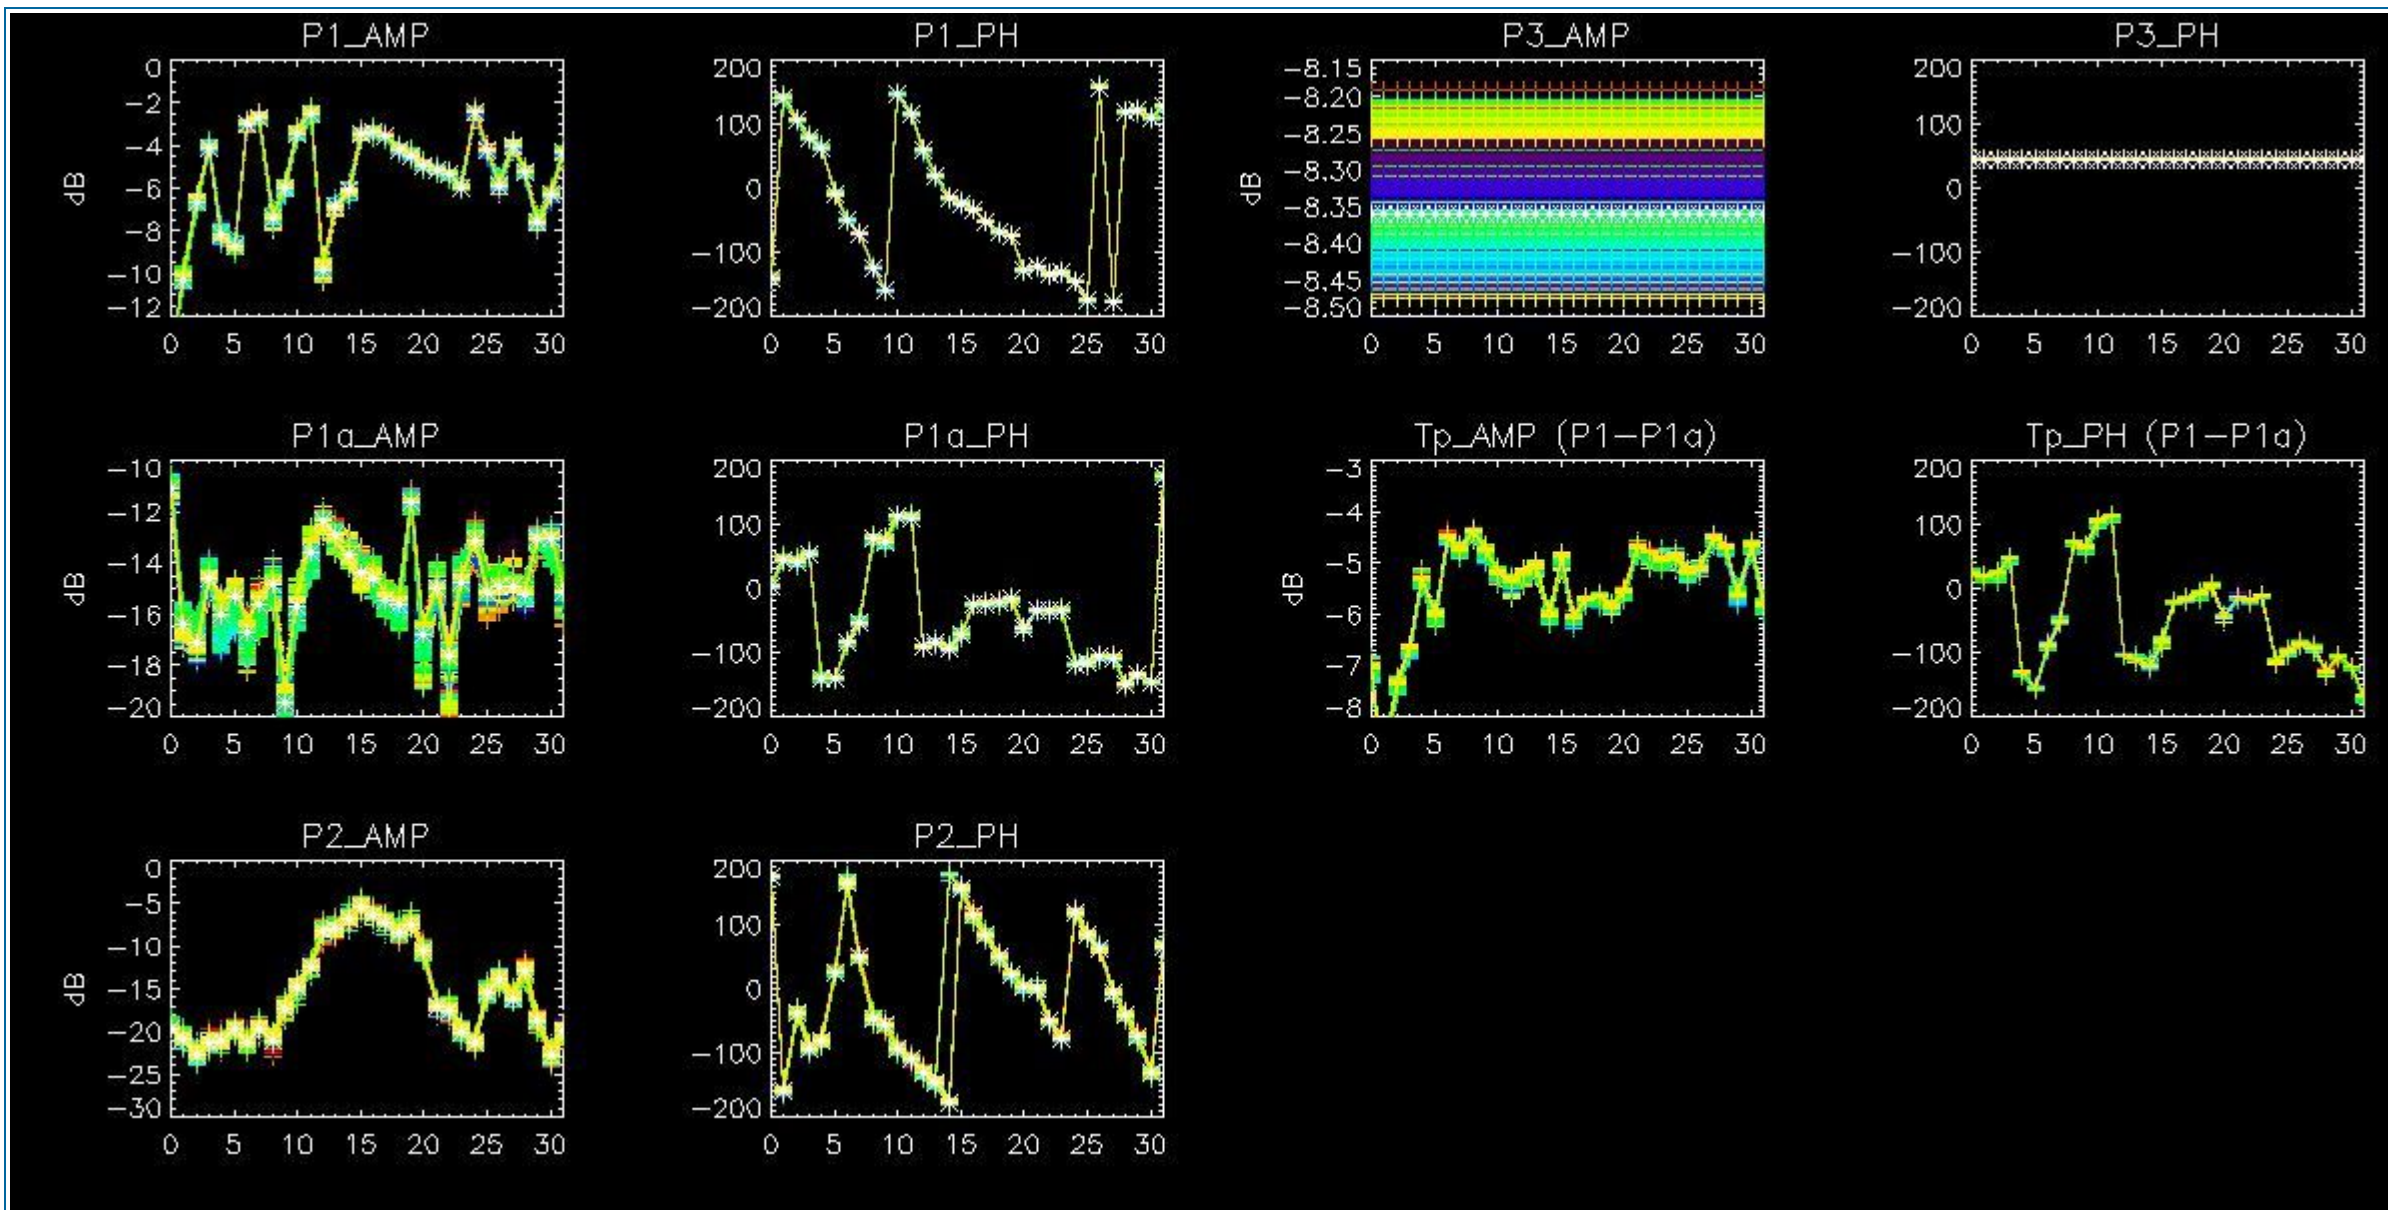 P1_AMP
0
−2
−4
−6
−8
−10
−12
dB
0 5 10 15 20 25 30
P1_PH
200
100
0
−100
−200
0 5 10 15 20 25 30
P3_AMP
−8.15
−8.20
−8.25
−8.30
−8.35
−8.40
−8.45
−8.50
dB
0 5 10 15 20 25 30
P3_PH
200
100
0
−100
−200
0 5 10 15 20 25 30
P1a_AMP
−10
−12
−14
−16
−18
−20
dB
0 5 10 15 20 25 30
P1a_PH
200
100
0
−100
−200
0 5 10 15 20 25 30
Tp_AMP (P1−P1a)
−3
−4
−5
−6
−7
−8
dB
0 5 10 15 20 25 30
Tp_PH (P1−P1a)
200
100
0
−100
−200
0 5 10 15 20 25 30
P2_AMP
0
−5
−10
−15
−20
−25
−30
dB
0 5 10 15 20 25 30
P2_PH
200
100
0
−100
−200
0 5 10 15 20 25 30